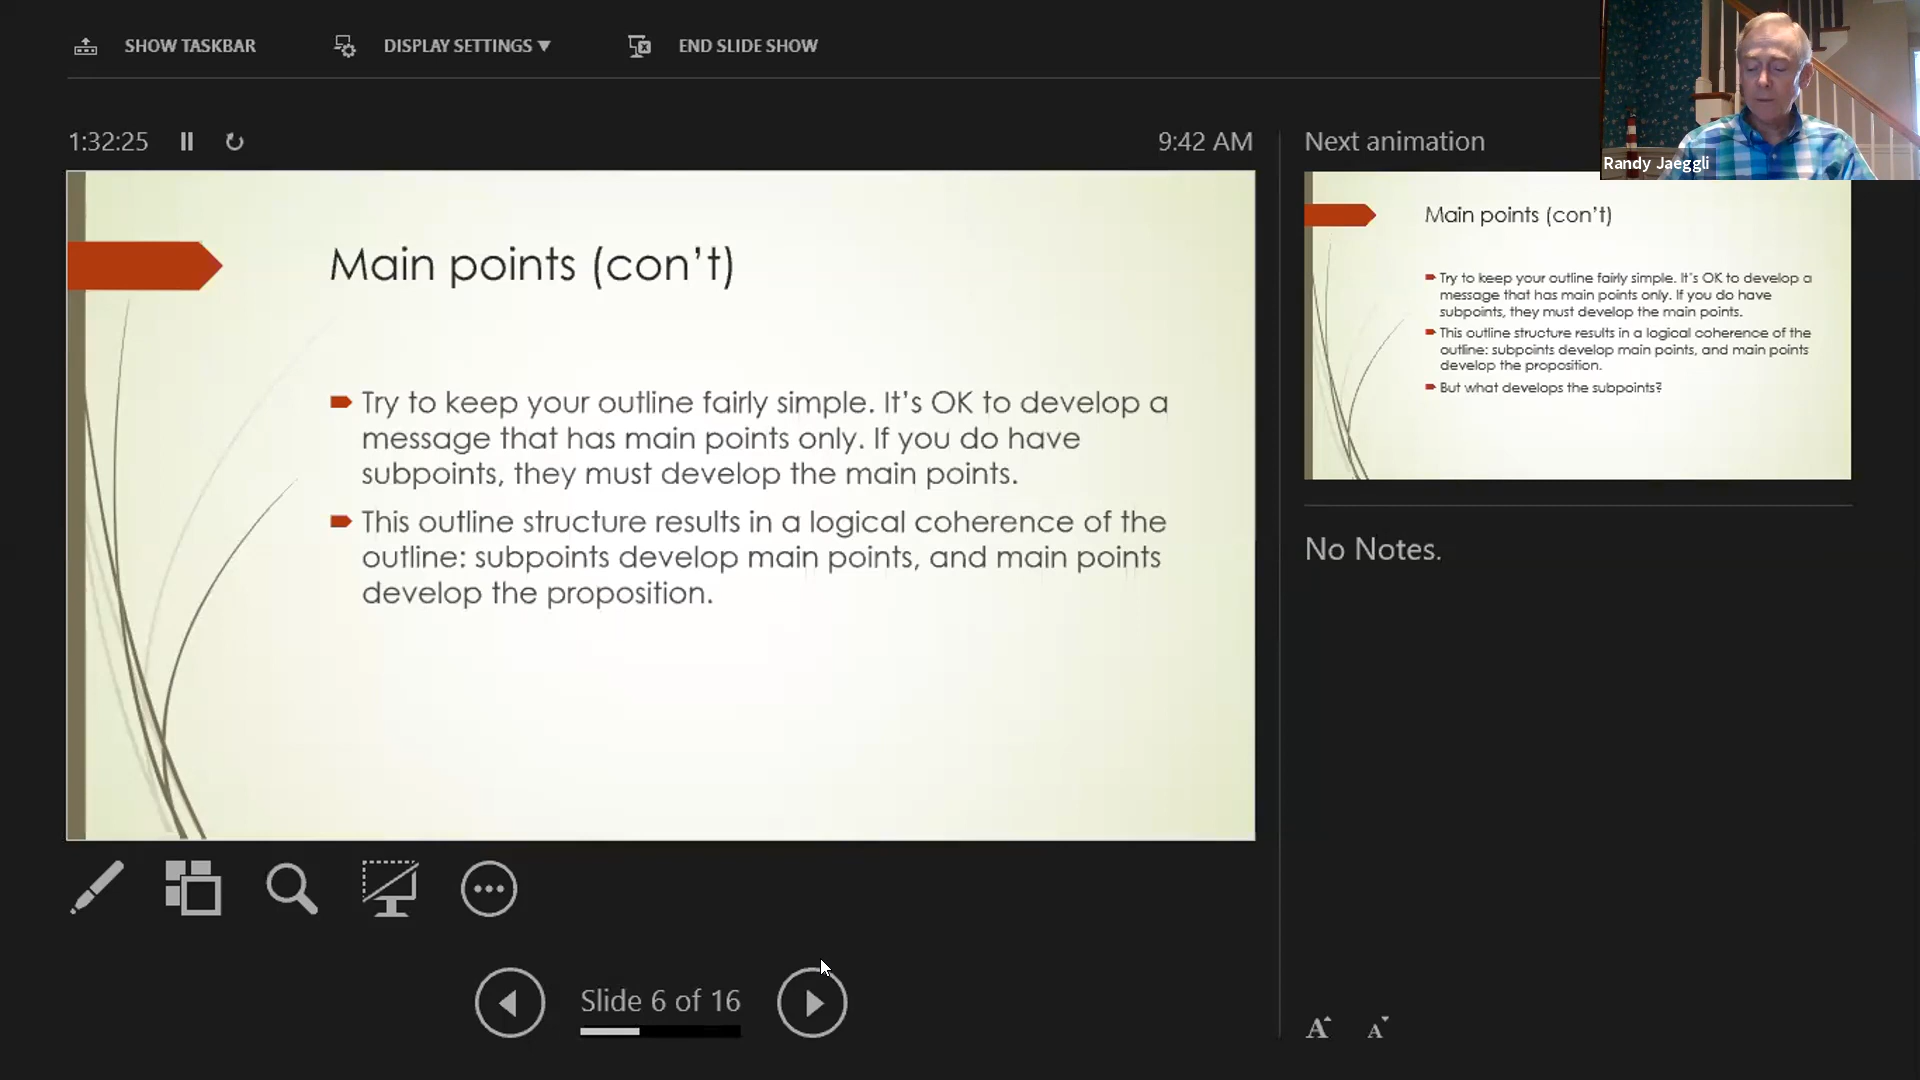 SHOW TASKBAR
DISPLAY SETTINGS ▼
END SLIDE SHOW
Randy Jaeggli
1:32:25
9:42 AM
Main points (con’t)
Try to keep your outline fairly simple. It’s OK to develop a
message that has main points only. If you do have
subpoints, they must develop the main points.
This outline structure results in a logical coherence of the
outline: subpoints develop main points, and main points
develop the proposition.
Slide 6 of 16
Next animation
Main points (con’t)
Try to keep your outline fairly simple. It’s OK to develop a
message that has main points only. If you do have
subpoints, they must develop the main points.
This outline structure results in a logical coherence of the
outline: subpoints develop main points, and main points
develop the proposition.
But what develops the subpoints?
No Notes.
A A